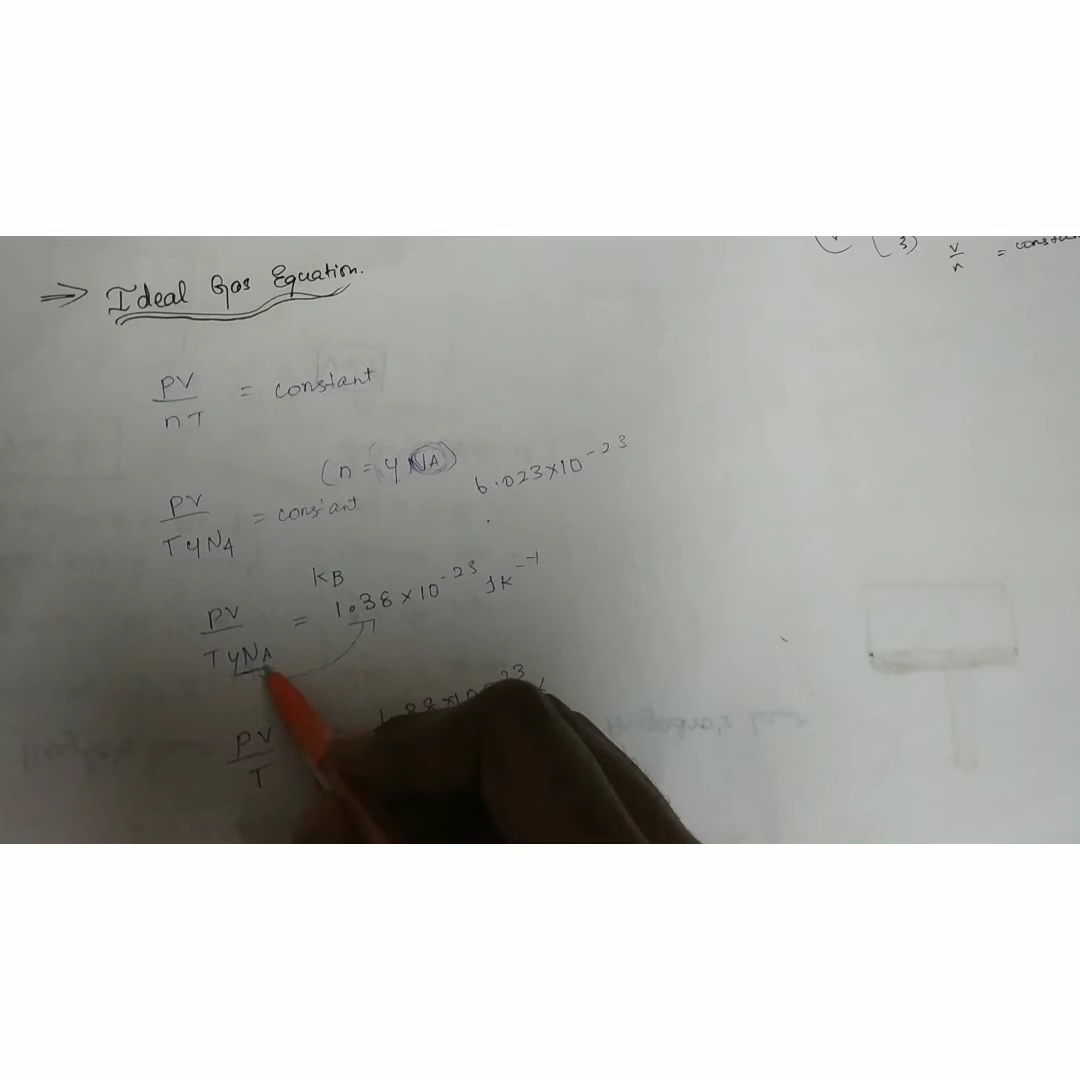 3) V/n = constan
⇒ Ideal Gas Equation.
PV/nT = constant
(n = y NA)
6.023×10⁻²³
PV/TyNA = constant
kB
PV/TyNA = 1.38 × 10⁻²³ JK⁻¹
PV/T